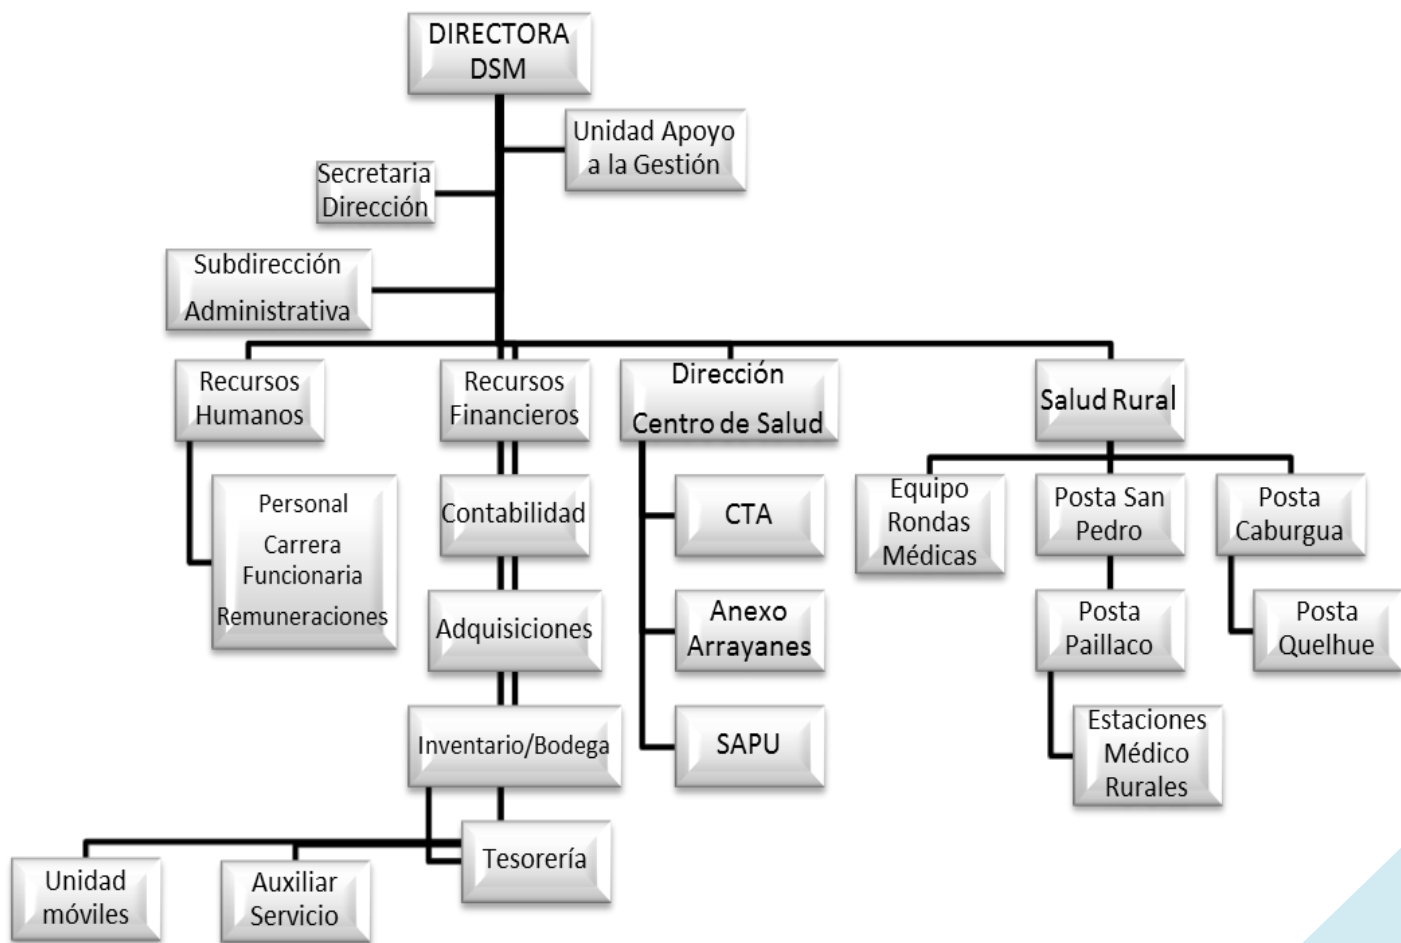 DIRECTORA
DSM
Unidad Apoyo
a la Gestión
Secretaria
Dirección
Subdirección
Administrativa
Recursos
Humanos
Recursos
Financieros
Dirección
Centro de Salud
Salud Rural
Personal
Carrera
Funcionaria
Remuneraciones
Contabilidad
CTA
Equipo
Rondas
Médicas
Posta San
Pedro
Posta
Caburgua
Adquisiciones
Anexo
Arrayanes
Posta
Paillaco
Posta
Quelhue
Inventario/Bodega
SAPU
Estaciones
Médico
Rurales
Tesorería
Unidad
móviles
Auxiliar
Servicio